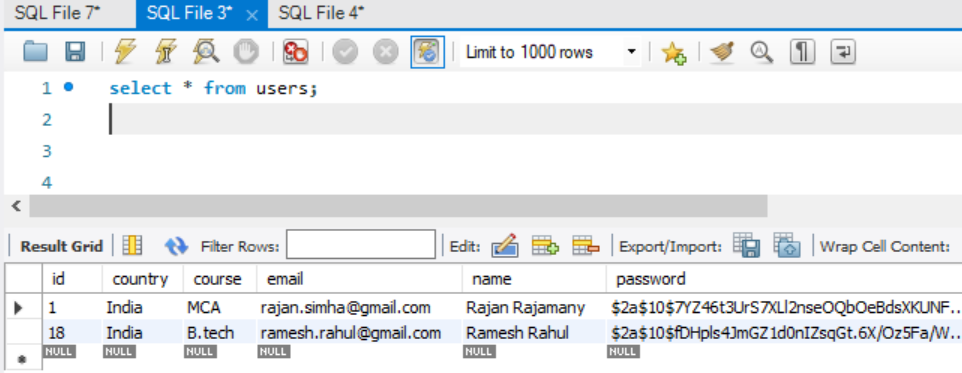 SQL File 7* SQL File 3* × SQL File 4*
Limit to 1000 rows
1 select * from users;
2
3
4
Result Grid Filter Rows: Edit: Export/Import: Wrap Cell Content:
id country course email name password
1 India MCA rajan.simha@gmail.com Rajan Rajamany $2a$10$7YZ46t3UrS7XLl2nseOQbOeBdsXKUNF...
18 India B.tech ramesh.rahul@gmail.com Ramesh Rahul $2a$10$fDHpls4JmGZ1d0nIZsqGt.6X/Oz5Fa/W...
NULL NULL NULL NULL NULL NULL